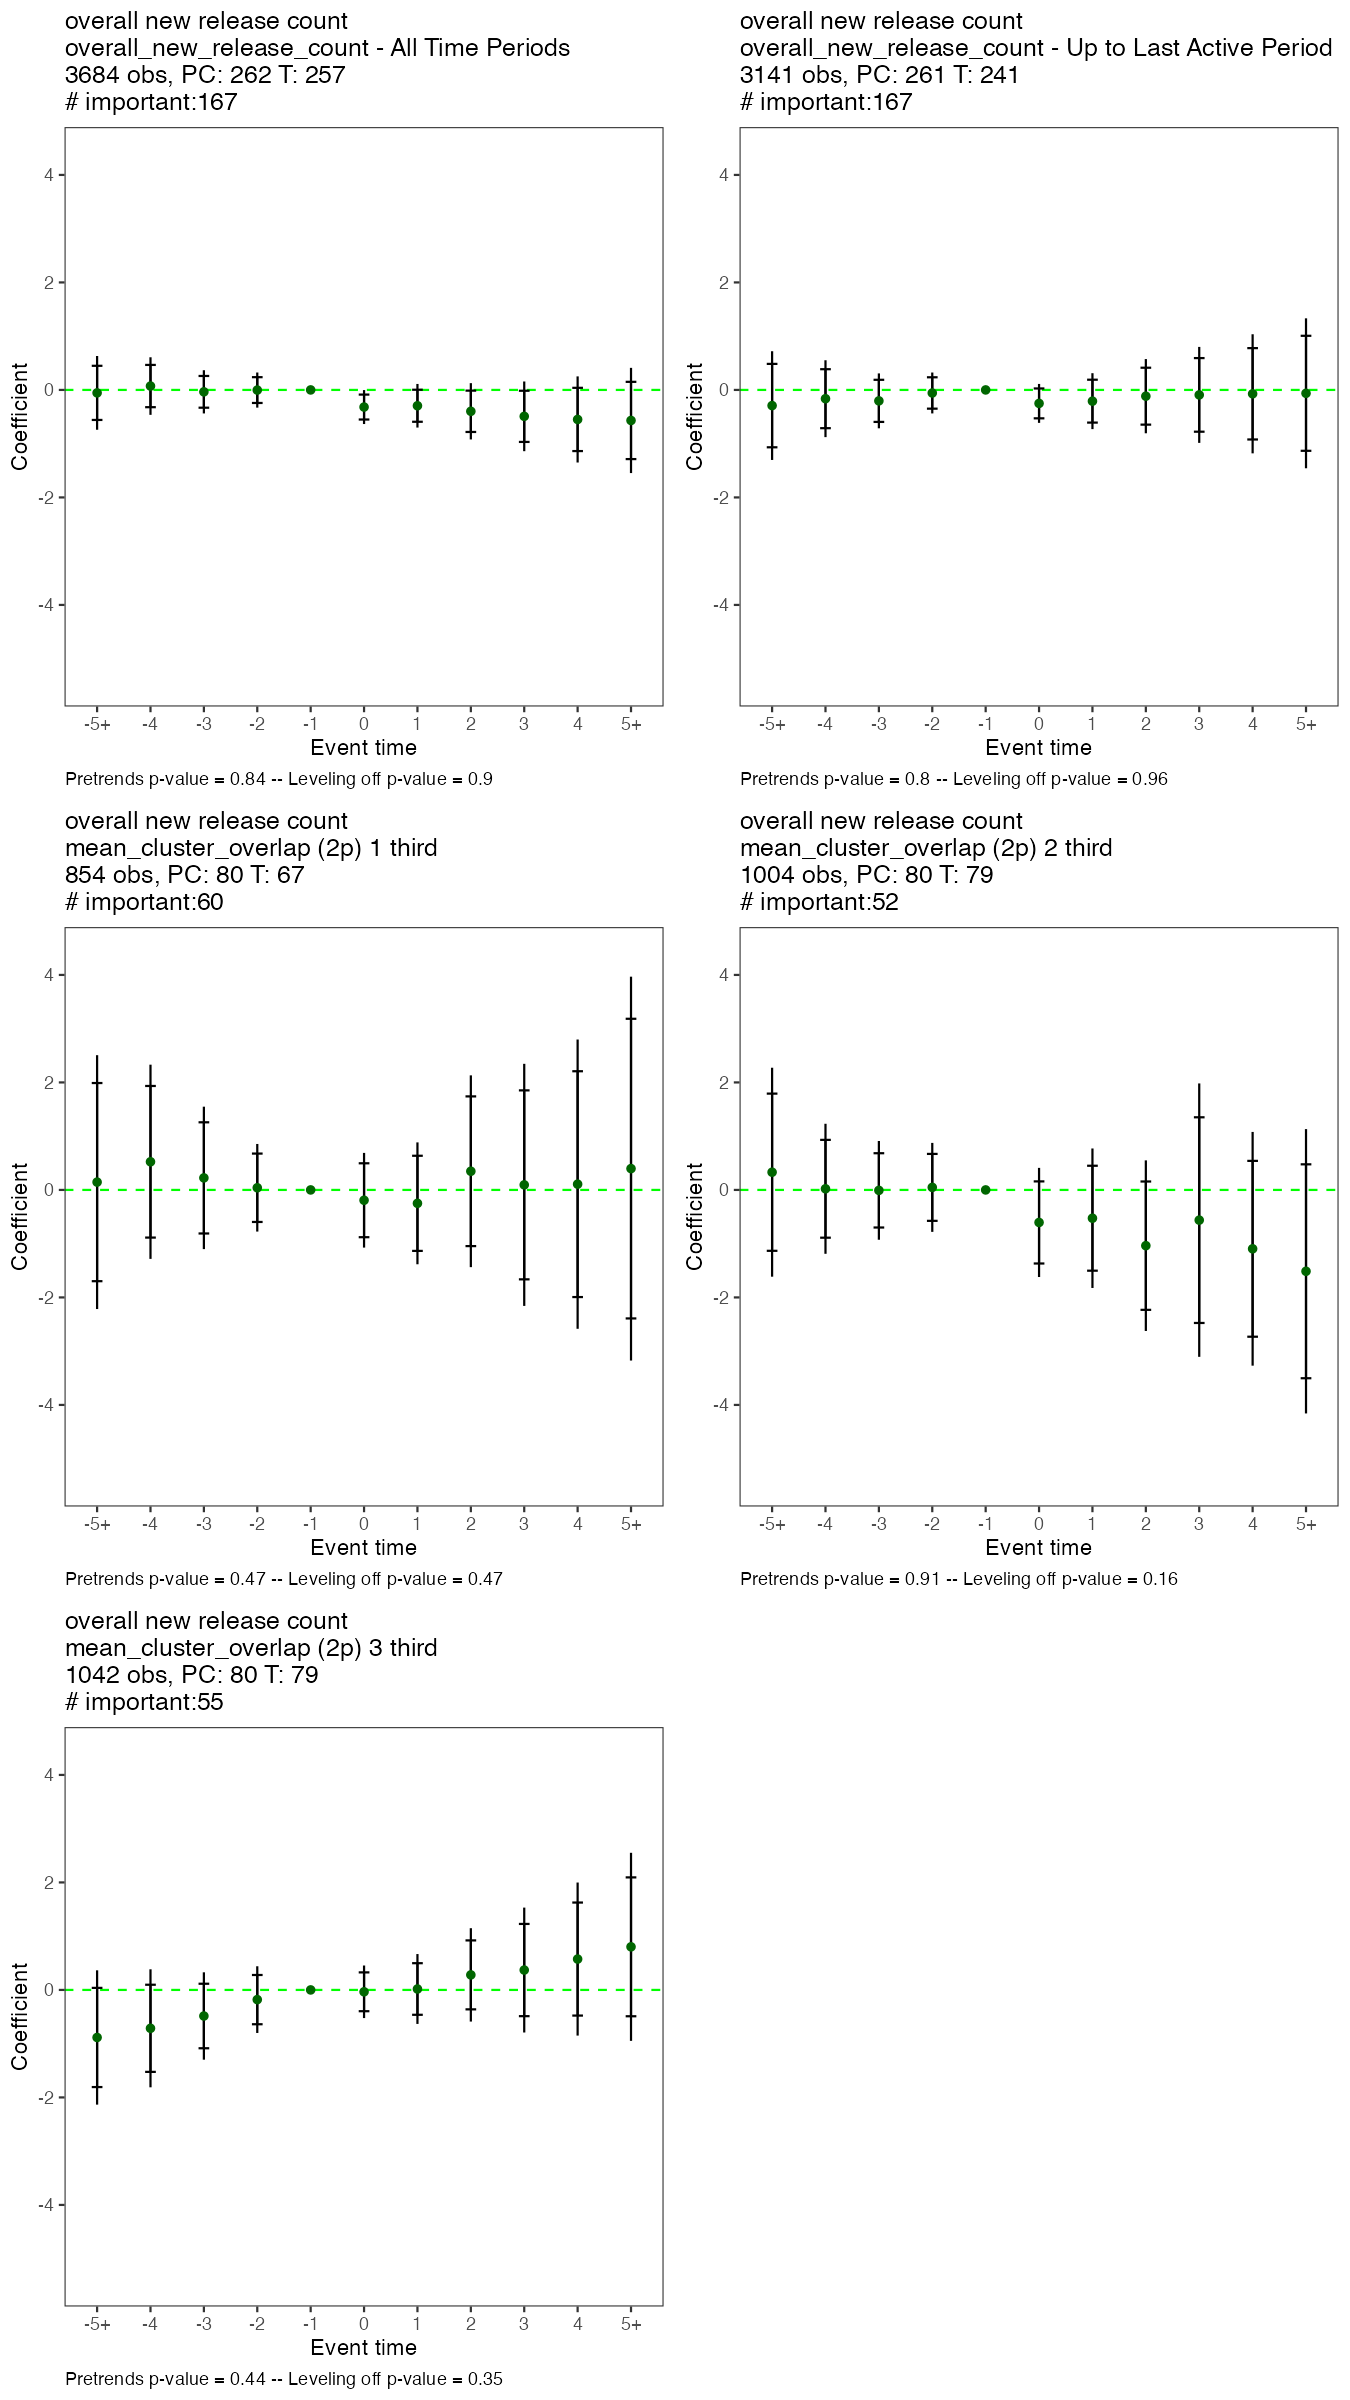 overall new release count
overall_new_release_count - All Time Periods
3684 obs, PC: 262 T: 257
# important:167
4
2
0
-2
-4
Coefficient
-5+ -4 -3 -2 -1 0 1 2 3 4 5+
Event time
Pretrends p-value = 0.84 -- Leveling off p-value = 0.9
overall new release count
overall_new_release_count - Up to Last Active Period
3141 obs, PC: 261 T: 241
# important:167
4
2
0
-2
-4
Coefficient
-5+ -4 -3 -2 -1 0 1 2 3 4 5+
Event time
Pretrends p-value = 0.8 -- Leveling off p-value = 0.96
overall new release count
mean_cluster_overlap (2p) 1 third
854 obs, PC: 80 T: 67
# important:60
4
2
0
-2
-4
Coefficient
-5+ -4 -3 -2 -1 0 1 2 3 4 5+
Event time
Pretrends p-value = 0.47 -- Leveling off p-value = 0.47
overall new release count
mean_cluster_overlap (2p) 2 third
1004 obs, PC: 80 T: 79
# important:52
4
2
0
-2
-4
Coefficient
-5+ -4 -3 -2 -1 0 1 2 3 4 5+
Event time
Pretrends p-value = 0.91 -- Leveling off p-value = 0.16
overall new release count
mean_cluster_overlap (2p) 3 third
1042 obs, PC: 80 T: 79
# important:55
4
2
0
-2
-4
Coefficient
-5+ -4 -3 -2 -1 0 1 2 3 4 5+
Event time
Pretrends p-value = 0.44 -- Leveling off p-value = 0.35